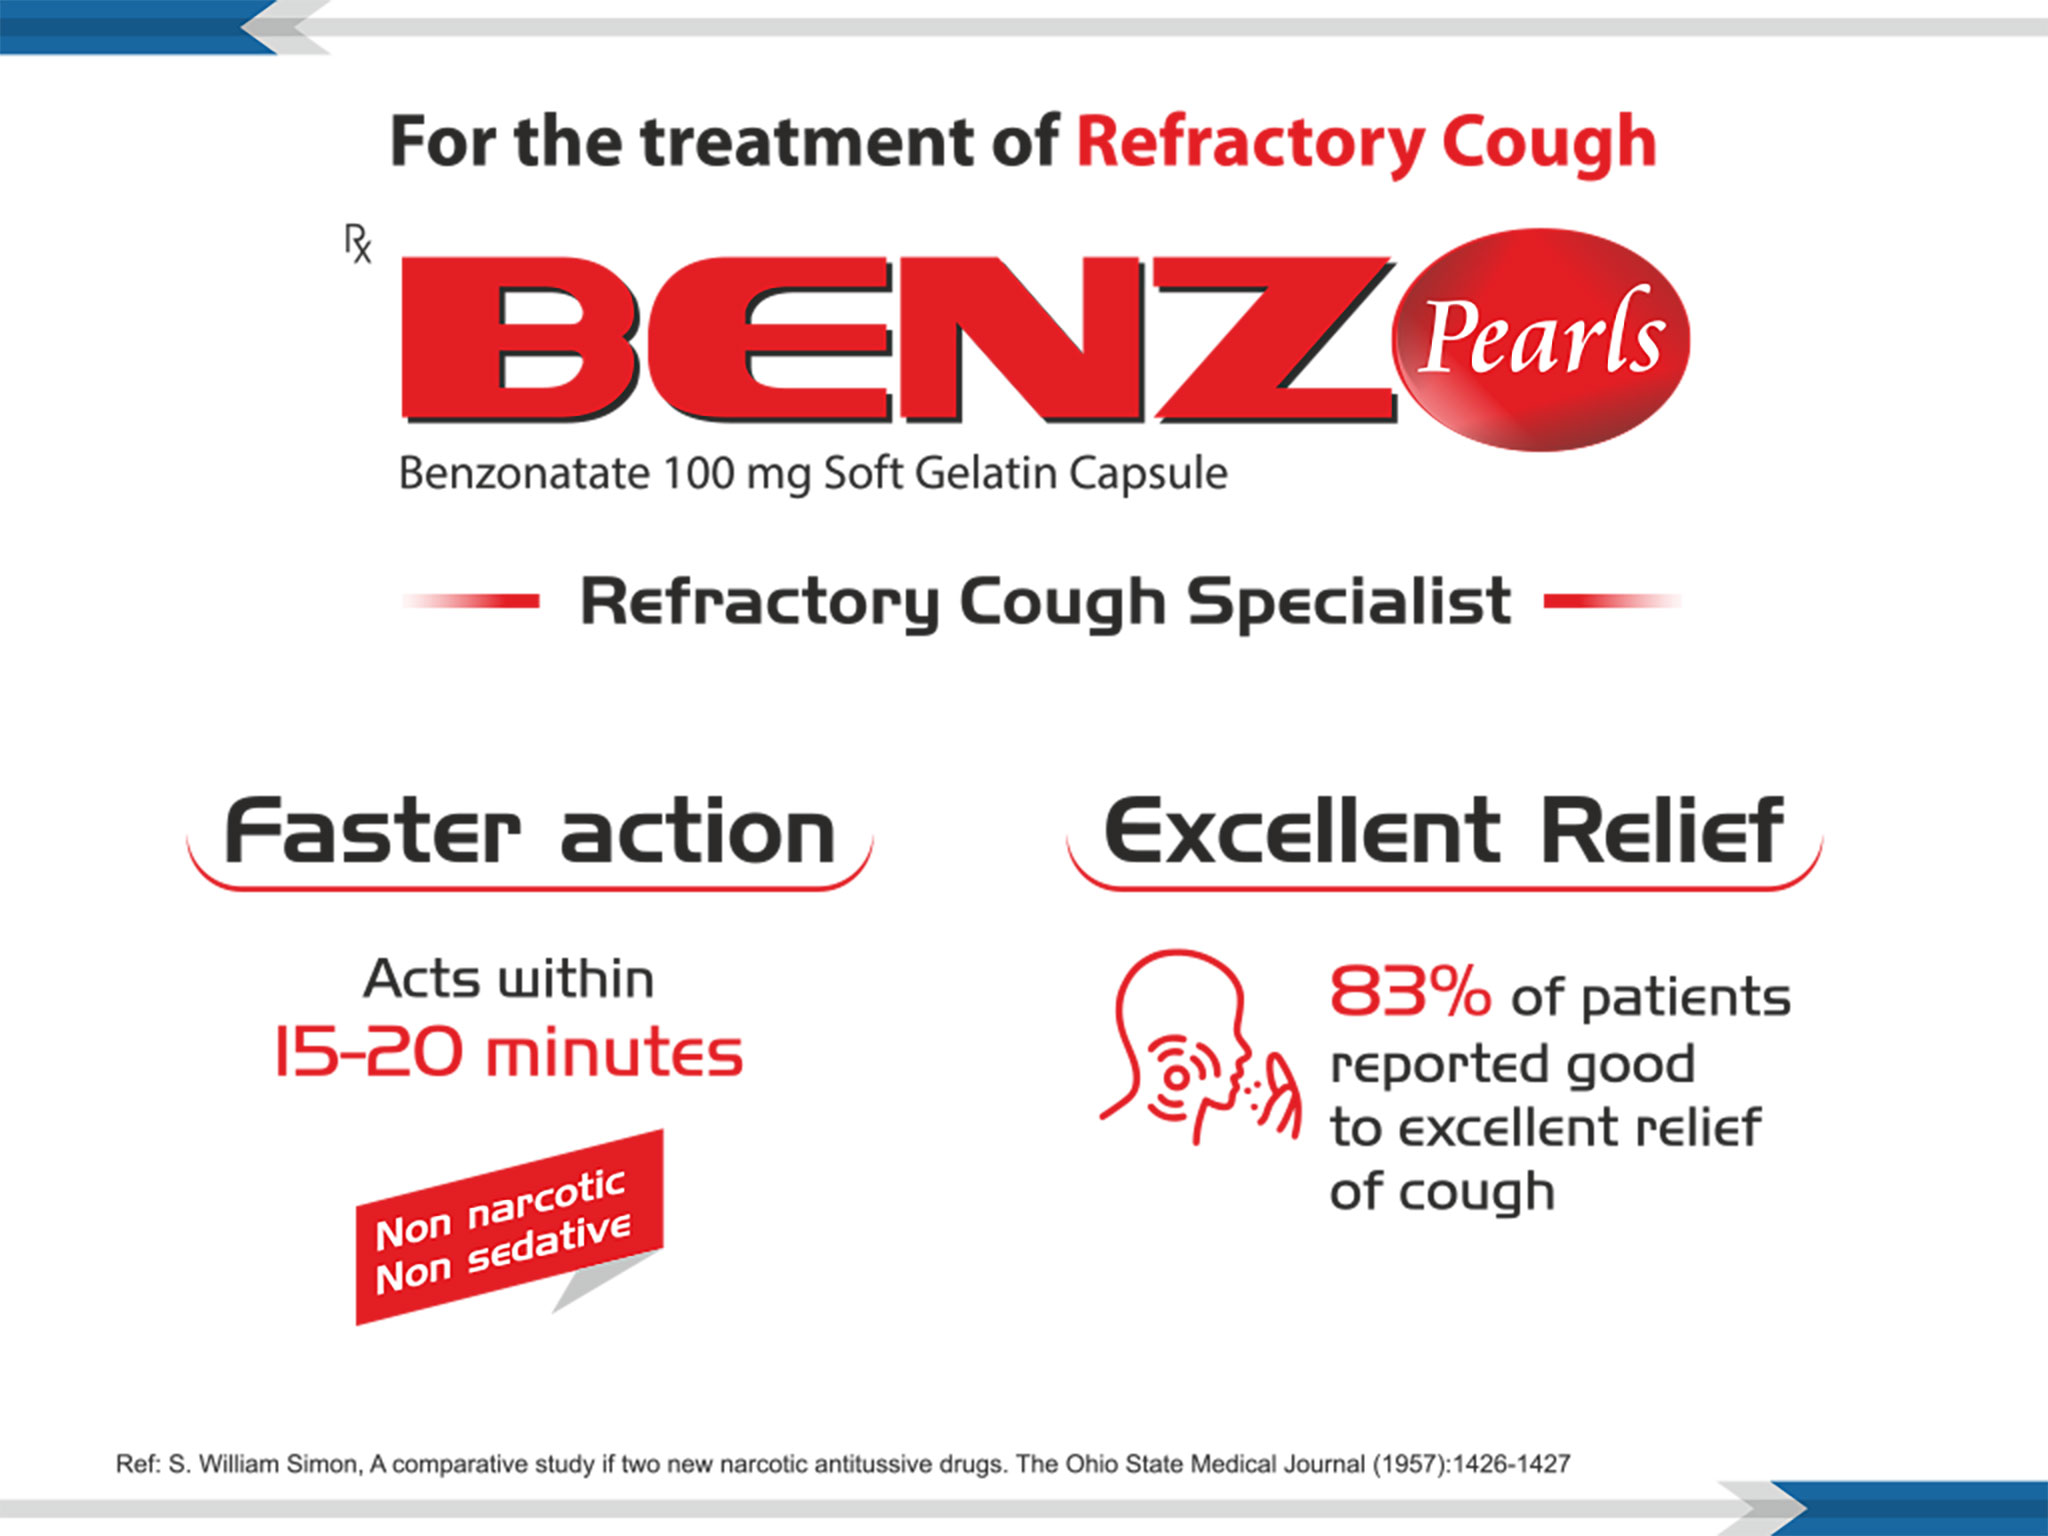 For the treatment of Refractory Cough
Rx
BENZ Pearls
Benzonatate 100 mg Soft Gelatin Capsule
Refractory Cough Specialist
Faster action
Acts within
15-20 minutes
Non narcotic
Non sedative
Excellent Relief
83% of patients
reported good
to excellent relief
of cough
Ref: S. William Simon, A comparative study if two new narcotic antitussive drugs. The Ohio State Medical Journal (1957):1426-1427